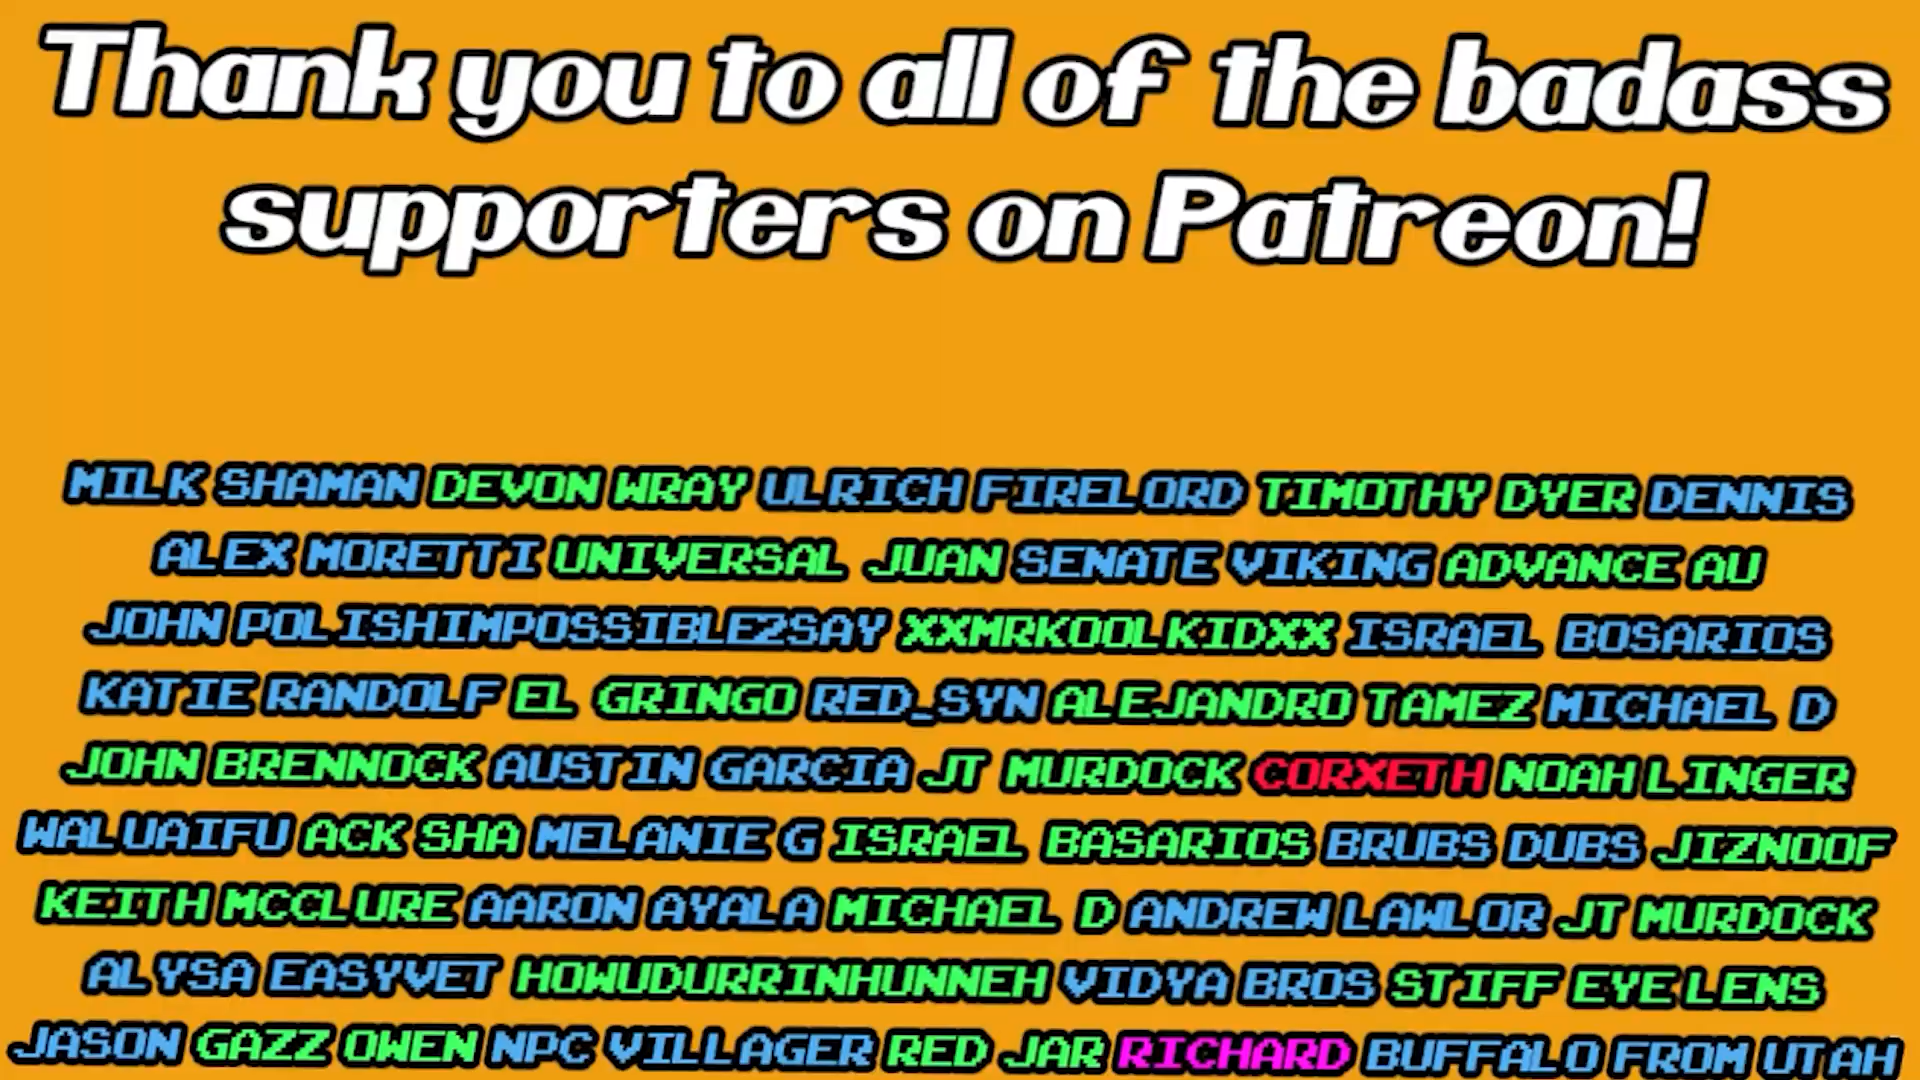 Thank you to all of the badass
supporters on Patreon!
MILK SHAMAN DEVON WRAY ULRICH FIRELORD TIMOTHY DYER DENNIS
ALEX MORETTI UNIVERSAL JUAN SENATE VIKING ADVANCE AU
JOHN POLISHIMPOSSIBLE2SAY XXMRKOOLKIDXX ISRAEL BOSARIOS
KATIE RANDOLF EL GRINGO RED_SYN ALEJANDRO TAMEZ MICHAEL D
JOHN BRENNOCK AUSTIN GARCIA JT MURDOCK CORXETH NOAH LINGER
WALUAIFU ACK SHA MELANIE G ISRAEL BASARIOS BRUBS DUBS JIZNOOF
KEITH MCCLURE AARON AYALA MICHAEL D ANDREW LAWLOR JT MURDOCK
ALYSA EASYVET HOWUDURRINHUNNEH VIDYA BROS STIFF EYE LENS
JASON GAZZ OWEN NPC VILLAGER RED JAR RICHARD BUFFALO FROM UTAH